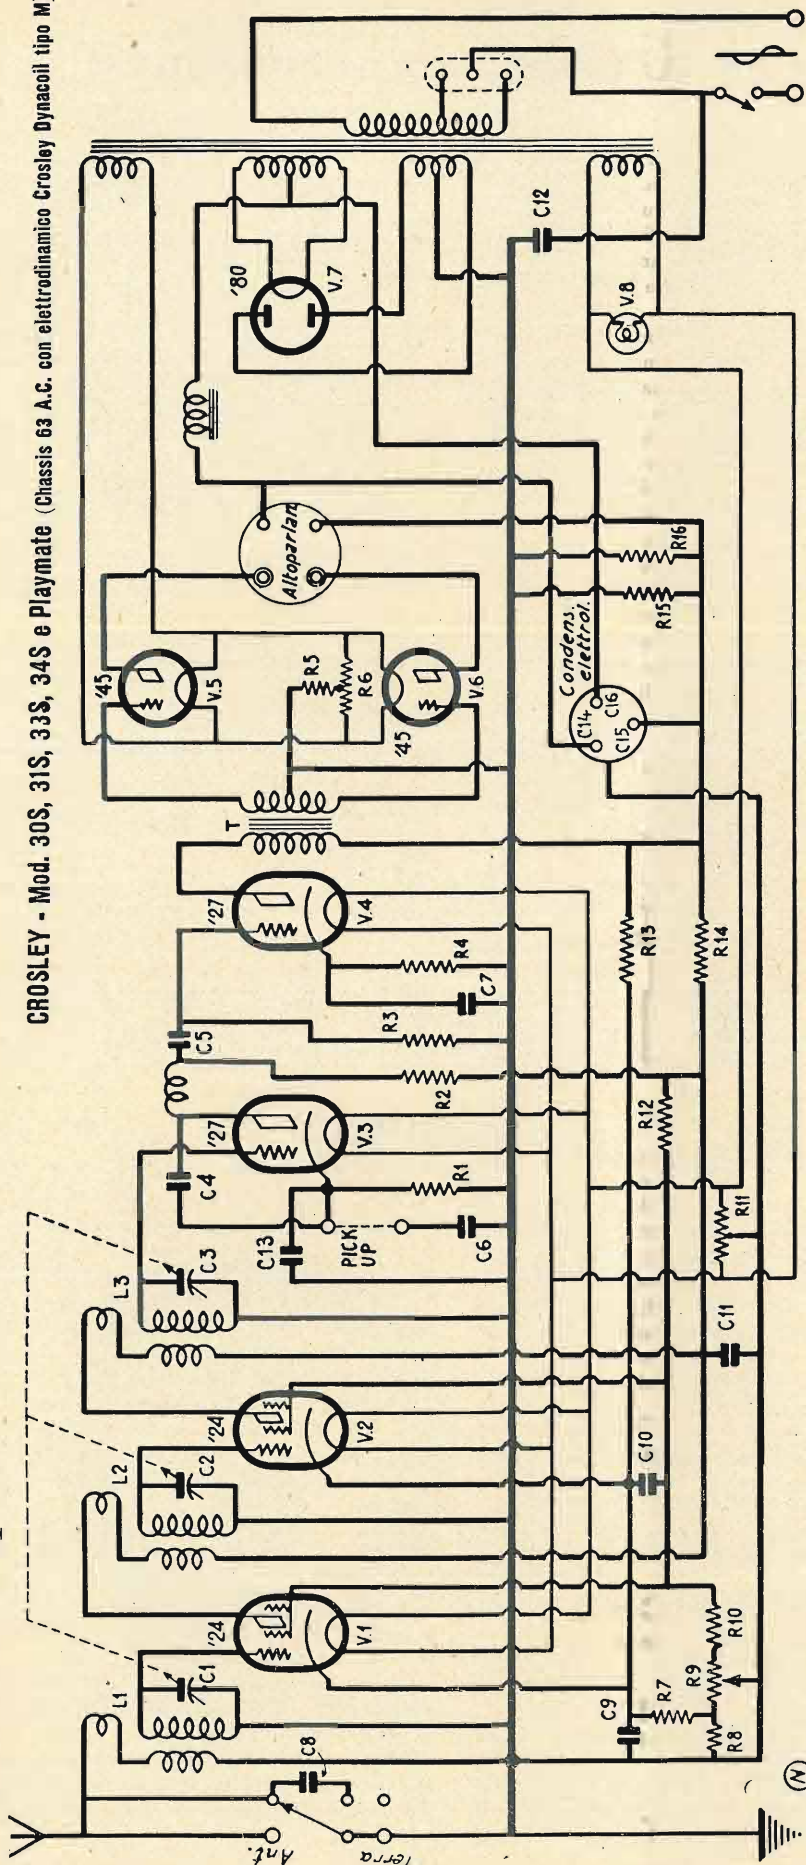 CROSLEY - Mod. 30S, 31S, 33S, 34S e Playmate (Chassis 63 A.C. con elettrodinamico Crosley Dynacoil tipo M
Ant.
Terra
C8
L1
C1
'24
V.1
L2
C2
'24
V.2
L3
C3
C13
PICK
UP
C4
'27
V.3
C5
C6
R1
R2
R3
C7
R4
'27
V.4
T
'45
V.5
R5
R6
'45
V.6
Altoparlan
'80
V.7
C12
V.8
C9
R7
R8
R9
R10
C10
C11
R11
R12
R13
R14
Condens.
elettrol.
C14
C16
C15
R15
R16
N